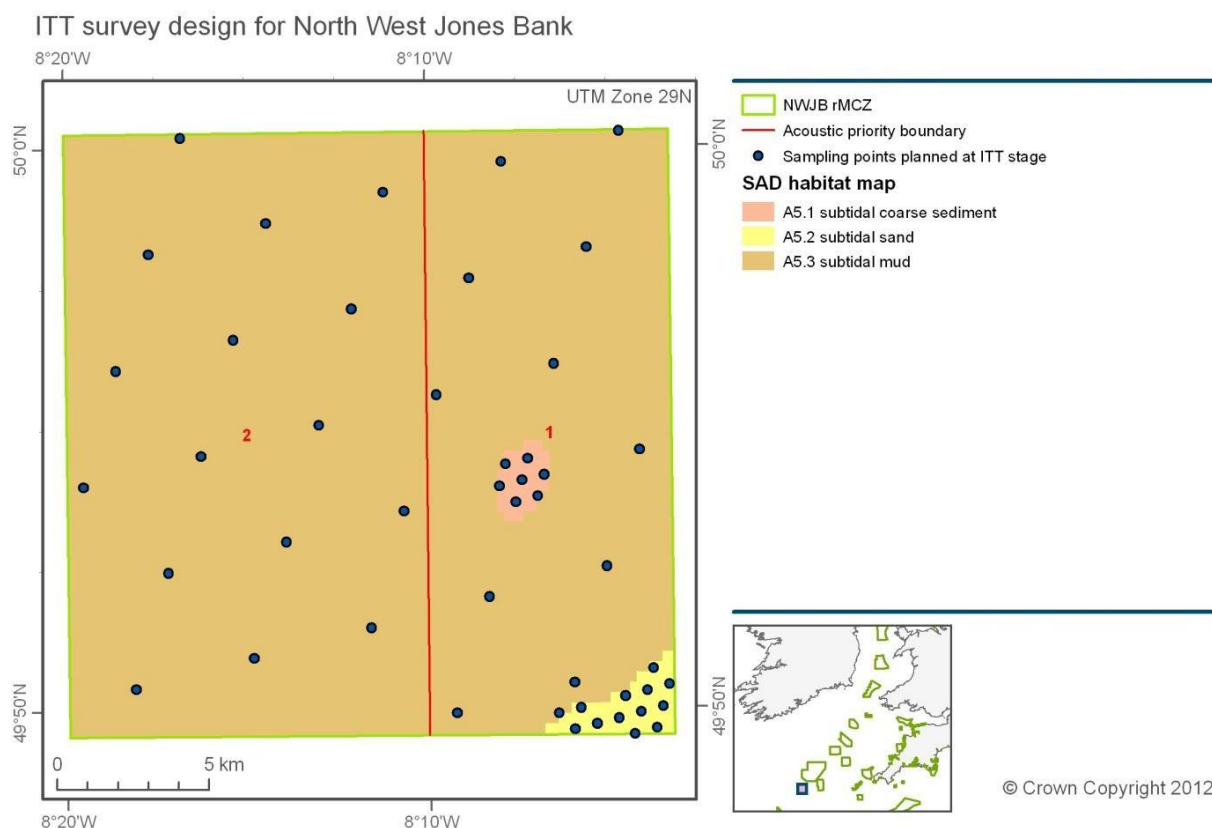 ITT survey design for North West Jones Bank
8°20'W
8°10'W
UTM Zone 29N
50°0'N
50°0'N
2
1
49°50'N
49°50'N
0
5 km
8°20'W
8°10'W
NWJB rMCZ
Acoustic priority boundary
Sampling points planned at ITT stage
SAD habitat map
A5.1 subtidal coarse sediment
A5.2 subtidal sand
A5.3 subtidal mud
© Crown Copyright 2012